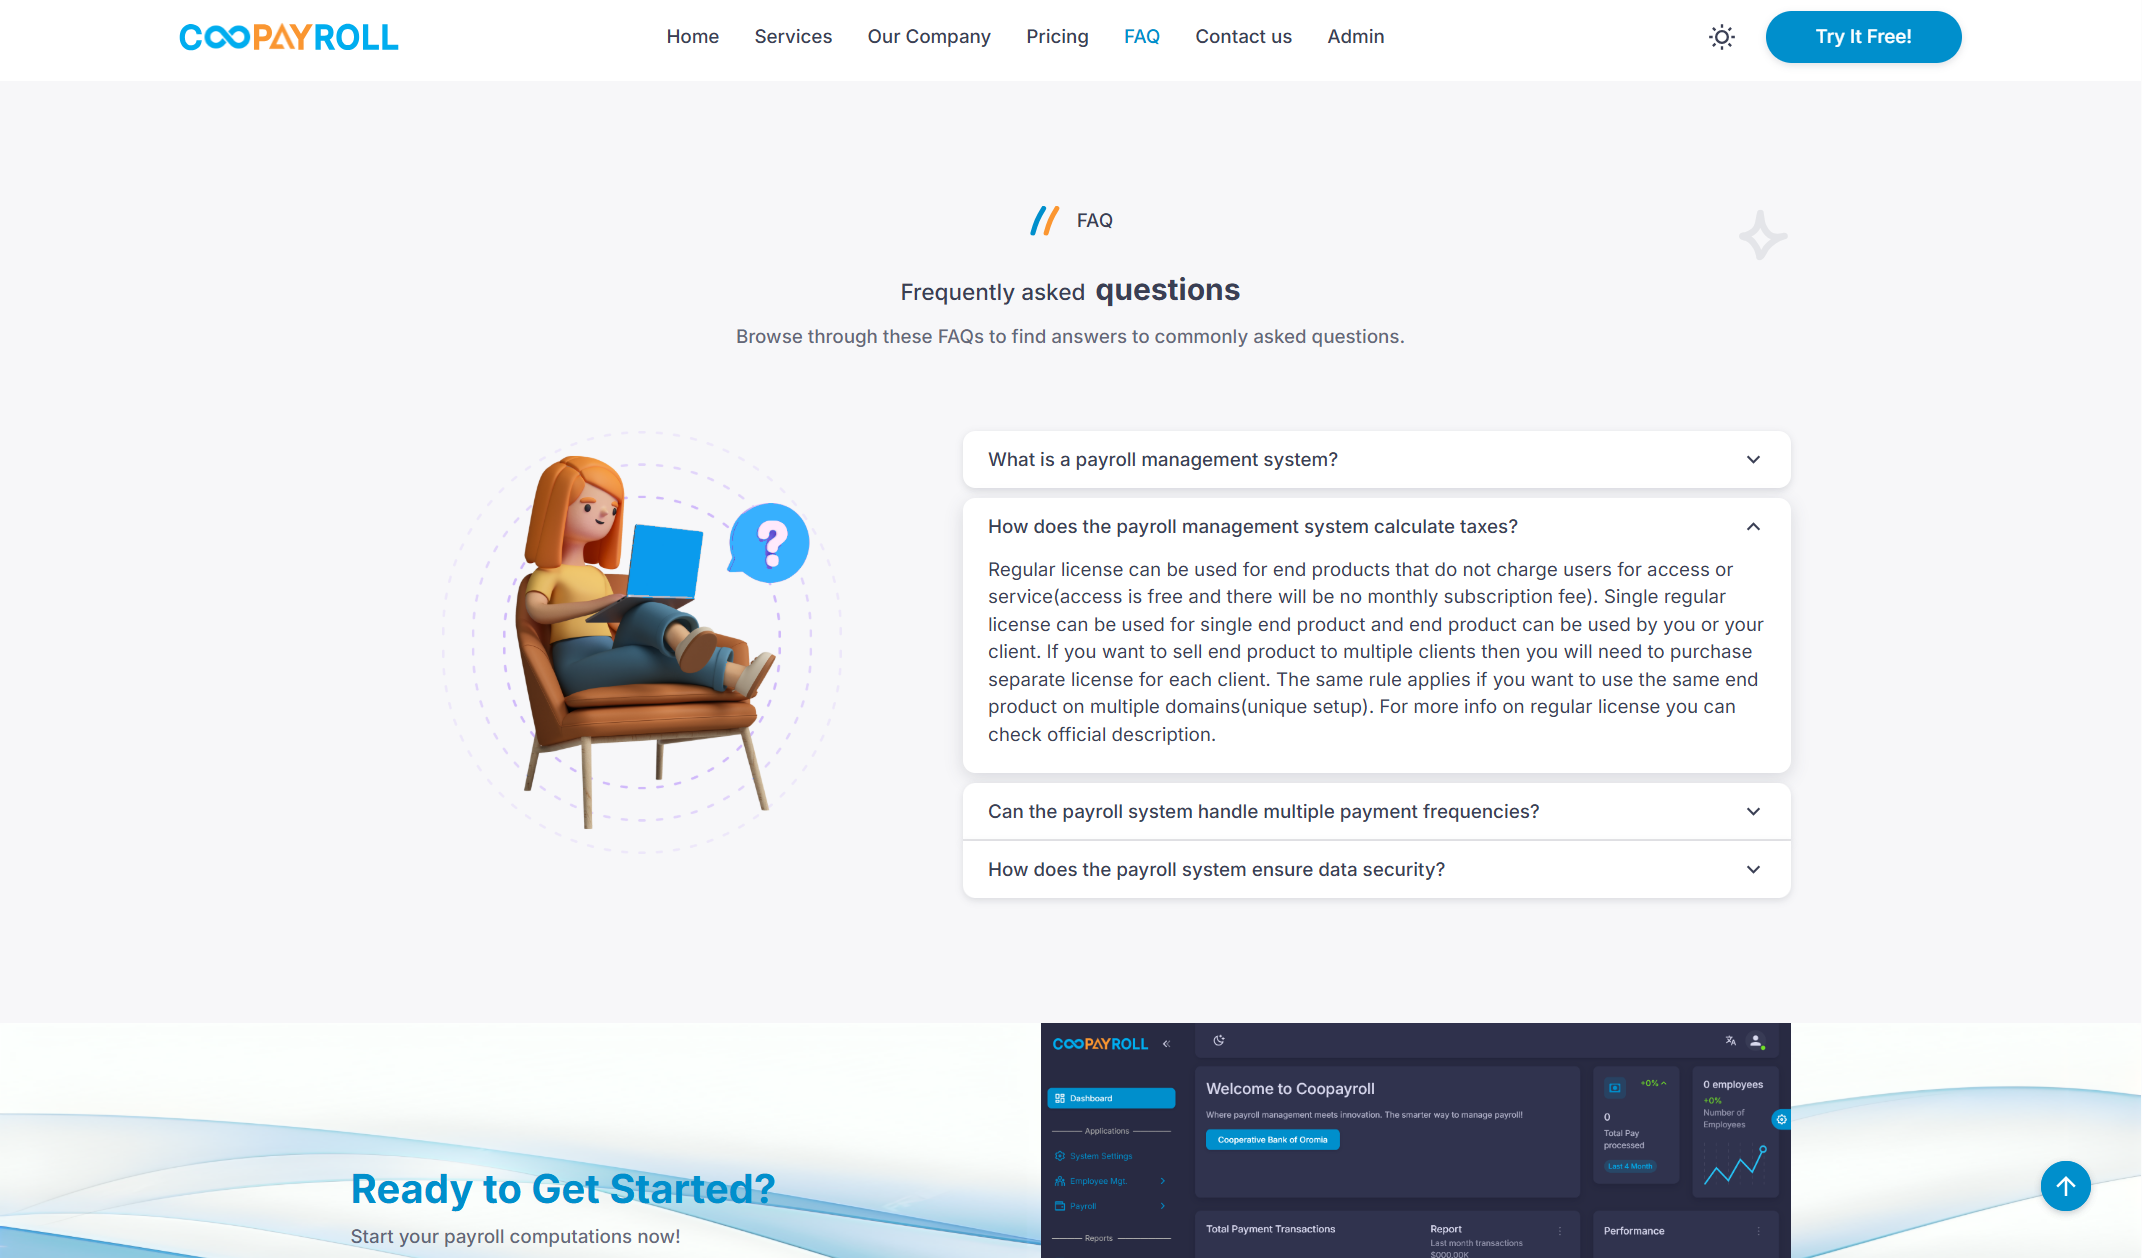 COOPAYROLL
Home Services Our Company Pricing FAQ Contact us Admin
Try It Free!
FAQ
Frequently asked questions
Browse through these FAQs to find answers to commonly asked questions.
?
What is a payroll management system?
How does the payroll management system calculate taxes?
Regular license can be used for end products that do not charge users for access or
service(access is free and there will be no monthly subscription fee). Single regular
license can be used for single end product and end product can be used by you or your
client. If you want to sell end product to multiple clients then you will need to purchase
separate license for each client. The same rule applies if you want to use the same end
product on multiple domains(unique setup). For more info on regular license you can
check official description.
Can the payroll system handle multiple payment frequencies?
How does the payroll system ensure data security?
Ready to Get Started?
Start your payroll computations now!
COOPAYROLL
Dashboard
Applications
System Settings
Employee Mgt.
Payroll
Reports
Welcome to Coopayroll
Where payroll management meets innovation. The smarter way to manage payroll!
Cooperative Bank of Oromia
+0%
0
Total Pay
processed
Last 4 Month
0 employees
+0%
Number of
Employees
Total Payment Transactions
Report
Last month transactions
$000.00K
Performance